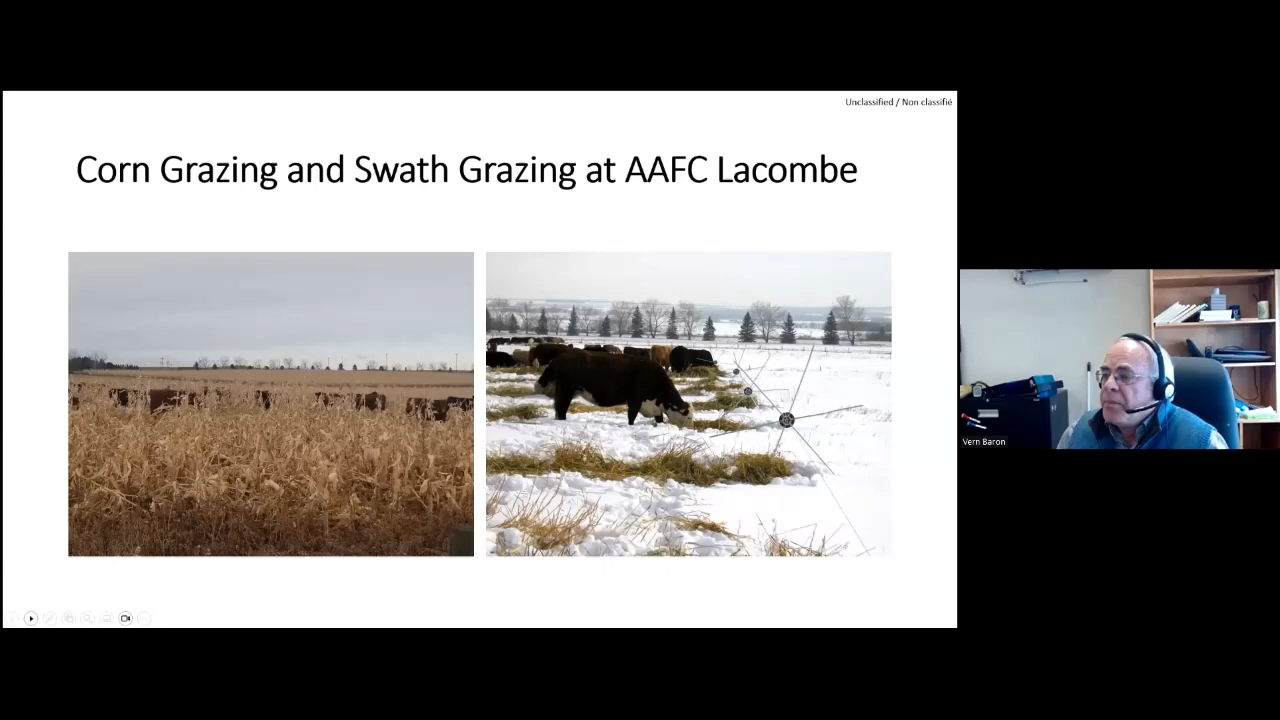 Unclassified / Non classifié
Corn Grazing and Swath Grazing at AAFC Lacombe
Vern Baron